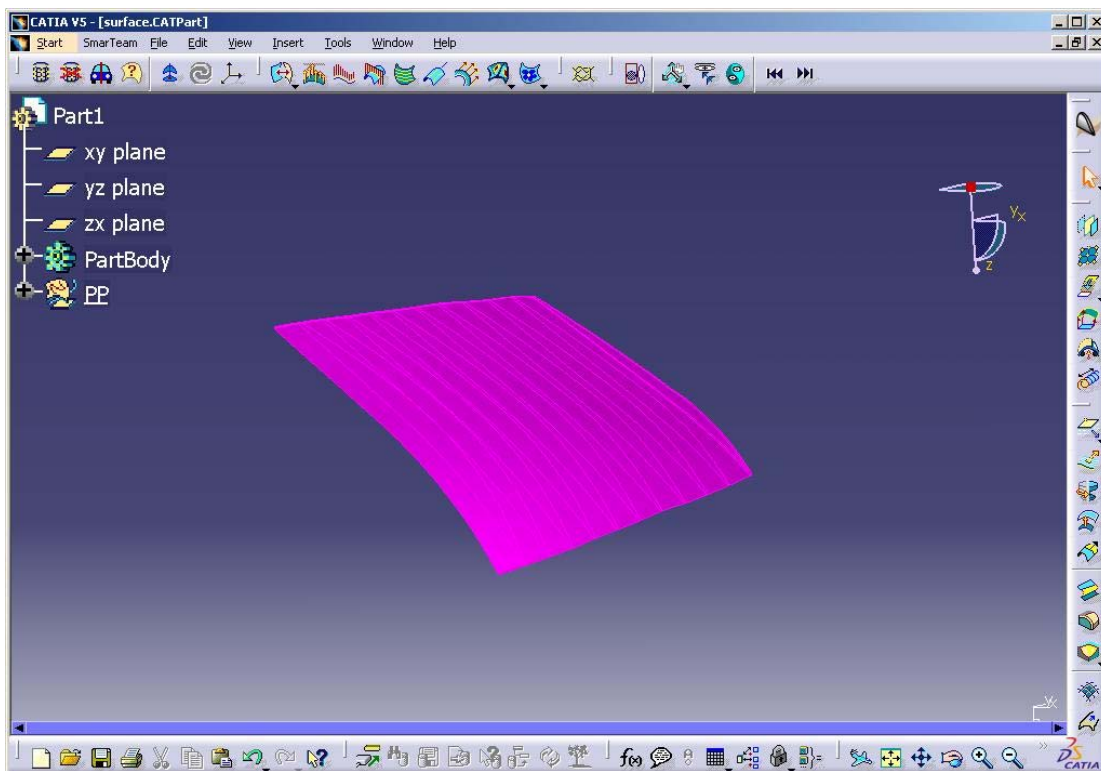 CATIA V5 - [surface.CATPart]
Start SmarTeam File Edit View Insert Tools Window Help
Part1
xy plane
yz plane
zx plane
PartBody
PP
y x
z
f(x)
CATIA